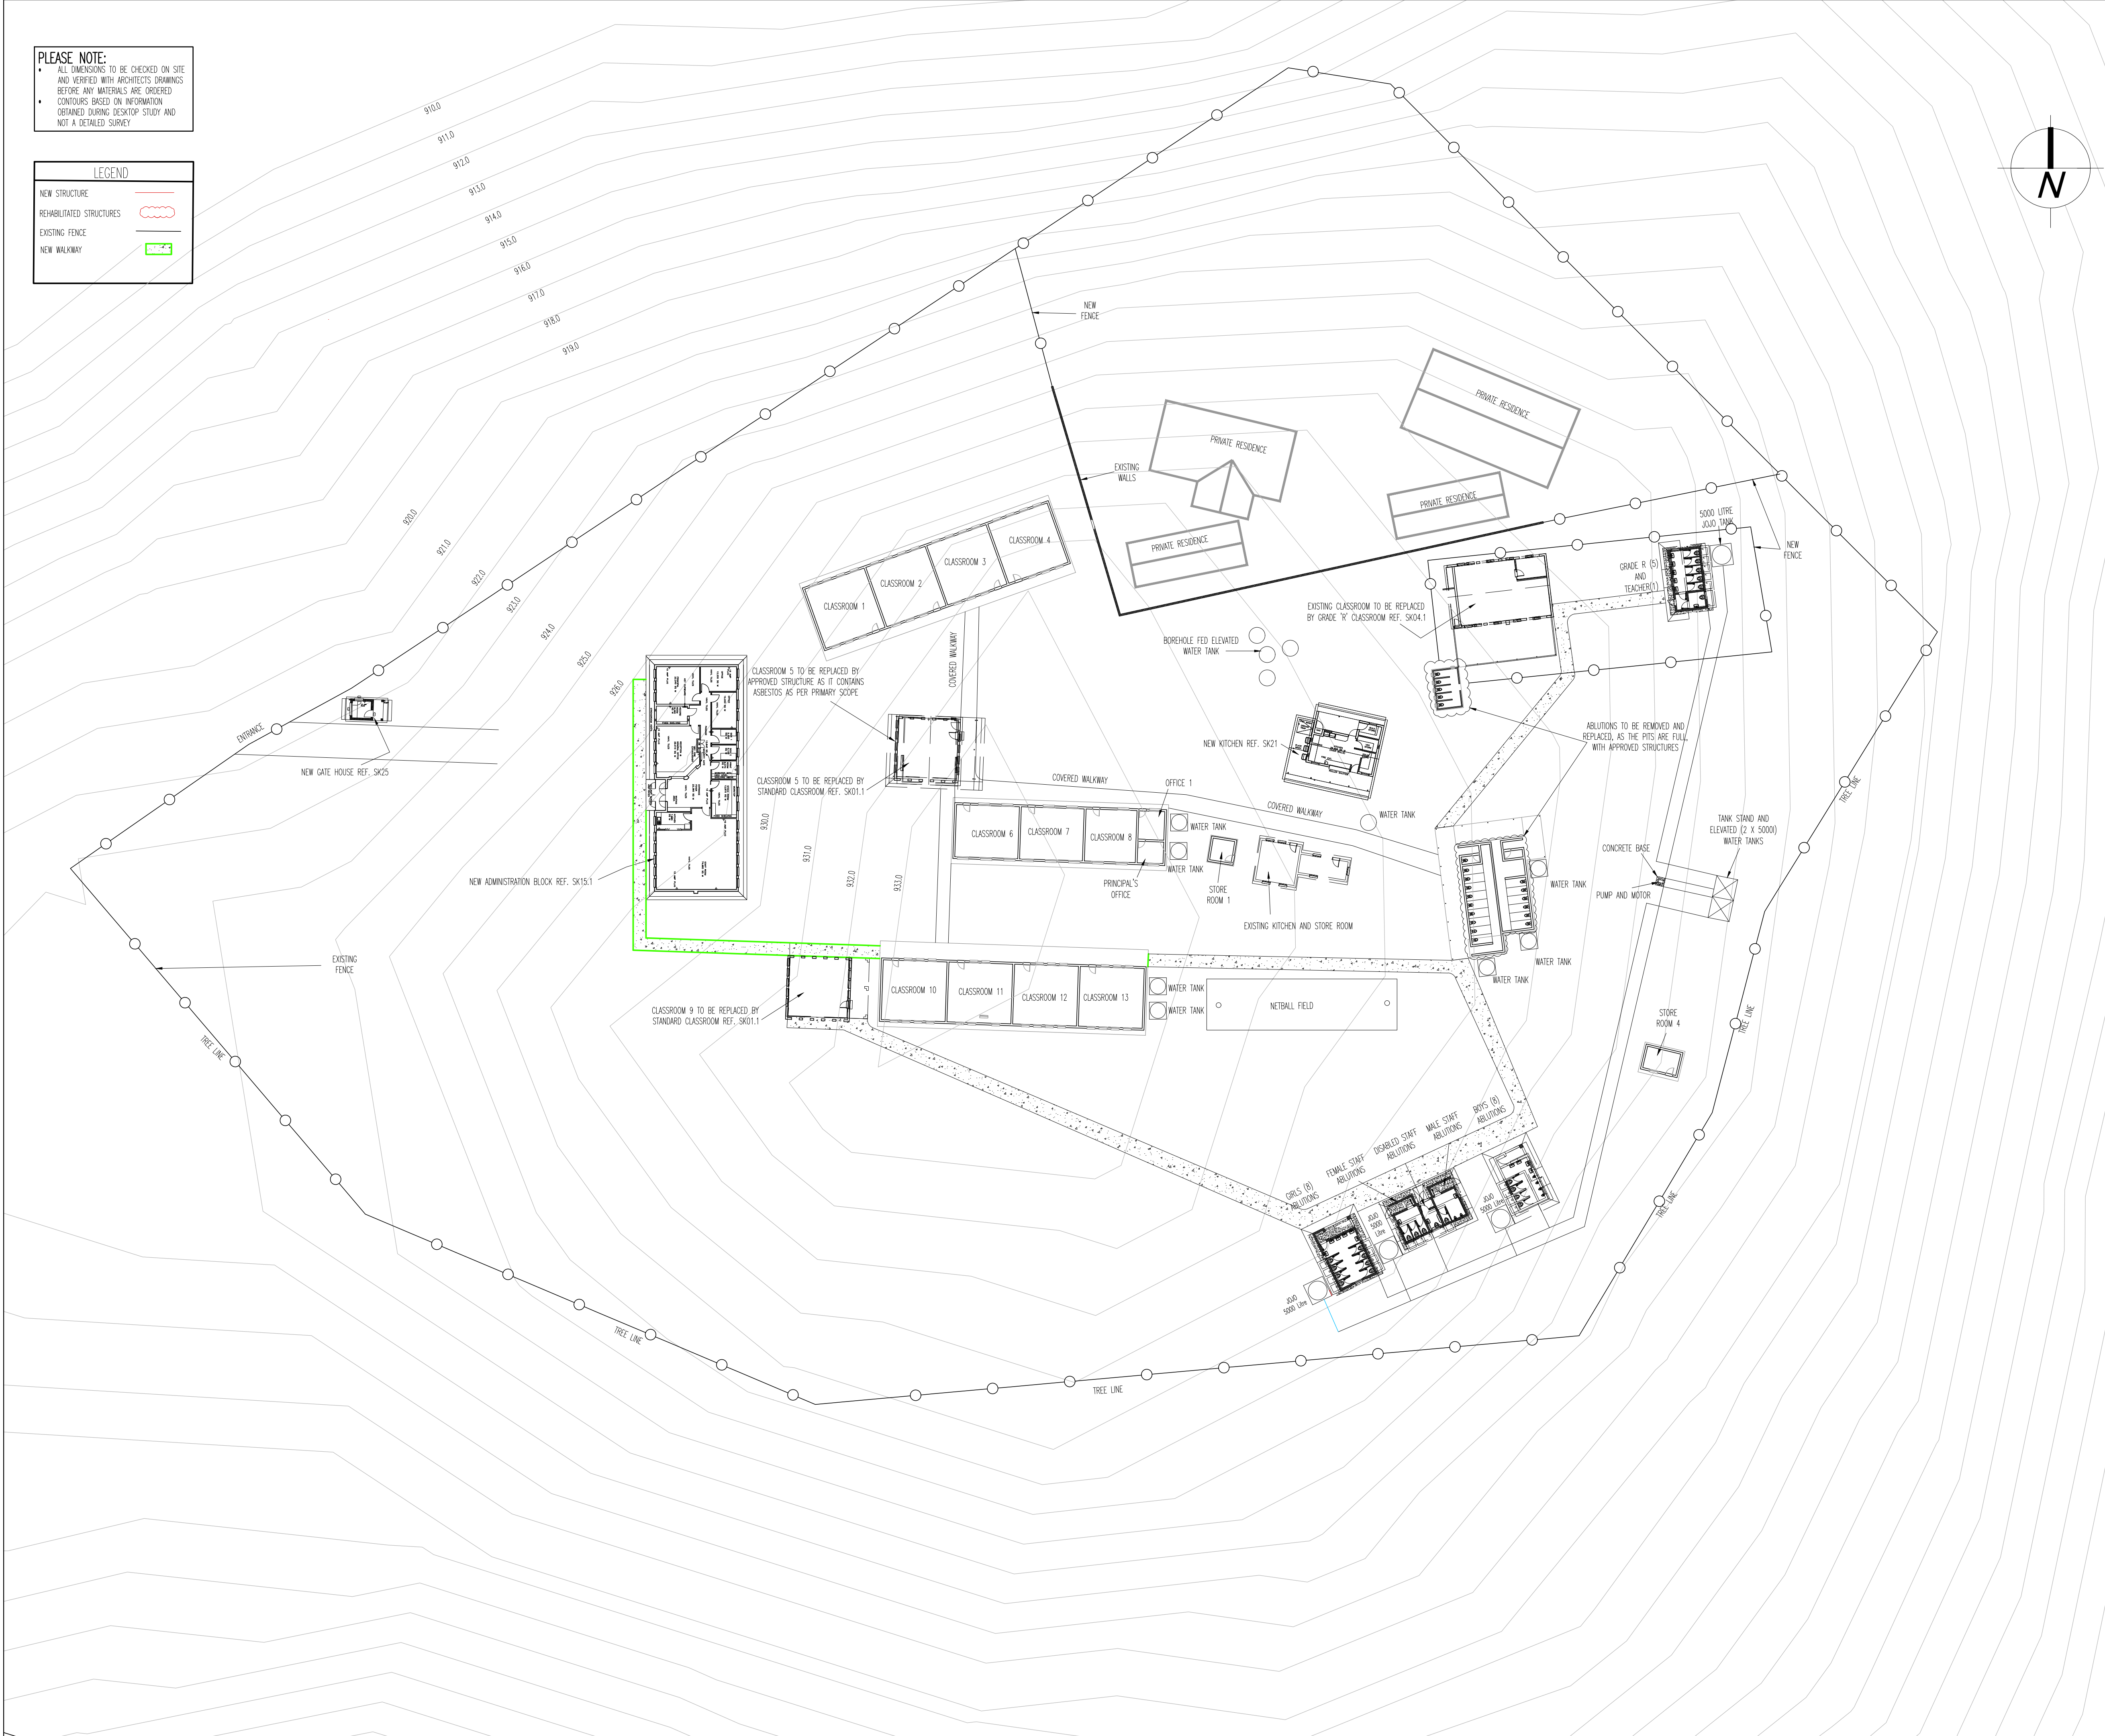 PLEASE NOTE:
• ALL DIMENSIONS TO BE CHECKED ON SITE
AND VERIFIED WITH ARCHITECTS DRAWINGS
BEFORE ANY MATERIALS ARE ORDERED
• CONTOURS BASED ON INFORMATION
OBTAINED DURING DESKTOP STUDY AND
NOT A DETAILED SURVEY
LEGEND
NEW STRUCTURE
REHABILITATED STRUCTURES
EXISTING FENCE
NEW WALKWAY
N
910.0
911.0
912.0
913.0
914.0
915.0
916.0
917.0
918.0
919.0
920.0
921.0
922.0
923.0
924.0
925.0
926.0
930.0
931.0
932.0
933.0
NEW
FENCE
EXISTING
WALLS
PRIVATE RESIDENCE
PRIVATE RESIDENCE
PRIVATE RESIDENCE
PRIVATE RESIDENCE
5000 LITRE
JOJO TANK
NEW
FENCE
GRADE R (5)
AND
TEACHER(1)
EXISTING CLASSROOM TO BE REPLACED
BY GRADE 'R' CLASSROOM REF. SK04.1
CLASSROOM 1
CLASSROOM 2
CLASSROOM 3
CLASSROOM 4
COVERED WALKWAY
BOREHOLE FED ELEVATED
WATER TANK
CLASSROOM 5 TO BE REPLACED BY
APPROVED STRUCTURE AS IT CONTAINS
ASBESTOS AS PER PRIMARY SCOPE
ENTRANCE
NEW GATE HOUSE REF. SK25
NEW KITCHEN REF. SK21
ABLUTIONS TO BE REMOVED AND
REPLACED, AS THE PITS ARE FULL,
WITH APPROVED STRUCTURES
CLASSROOM 5 TO BE REPLACED BY
STANDARD CLASSROOM REF. SK01.1
COVERED WALKWAY
OFFICE 1
COVERED WALKWAY
WATER TANK
TREE LINE
CLASSROOM 6
CLASSROOM 7
CLASSROOM 8
WATER TANK
WATER TANK
PRINCIPAL'S
OFFICE
STORE
ROOM 1
EXISTING KITCHEN AND STORE ROOM
TANK STAND AND
ELEVATED (2 X 5000l)
WATER TANKS
CONCRETE BASE
PUMP AND MOTOR
WATER TANK
WATER TANK
WATER TANK
NEW ADMINISTRATION BLOCK REF. SK15.1
EXISTING
FENCE
CLASSROOM 9 TO BE REPLACED BY
STANDARD CLASSROOM REF. SK01.1
CLASSROOM 10
CLASSROOM 11
CLASSROOM 12
CLASSROOM 13
WATER TANK
WATER TANK
NETBALL FIELD
STORE
ROOM 4
TREE LINE
TREE LINE
GIRLS (8)
ABLUTIONS
FEMALE STAFF
ABLUTIONS
DISABLED STAFF
ABLUTIONS
MALE STAFF
ABLUTIONS
BOYS (8)
ABLUTIONS
JOJO
5000 Litre
JOJO
5000
Litre
JOJO
5000 Litre
TREE LINE
TREE LINE
TREE LINE